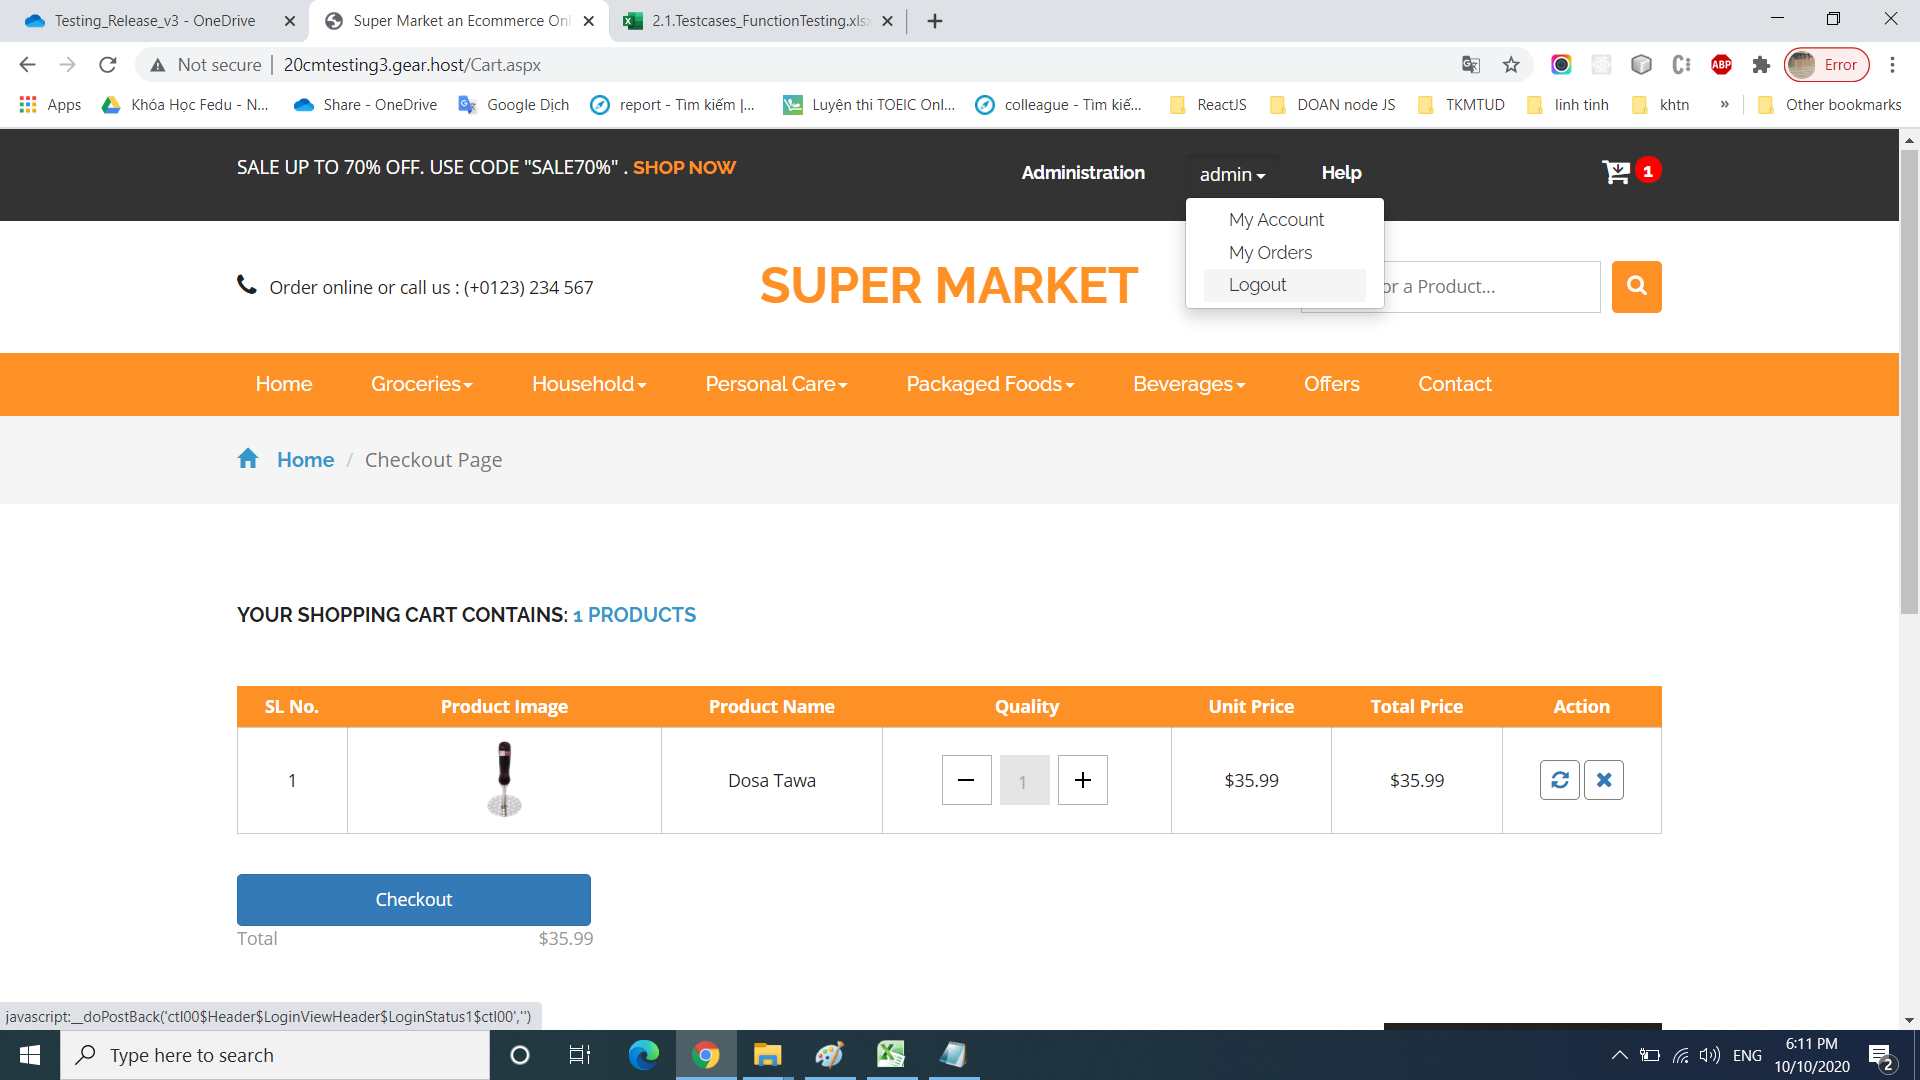 Testing_Release_v3 - OneDrive
Super Market an Ecommerce Onl
2.1.Testcases_FunctionTesting.xlsx
Not secure
20cmtesting3.gear.host/Cart.aspx
Error
Apps
Khóa Học Fedu - N...
Share - OneDrive
Google Dịch
report - Tìm kiếm |...
Luyện thi TOEIC Onl...
colleague - Tìm kiế...
ReactJS
DOAN node JS
TKMTUD
linh tinh
khtn
»
Other bookmarks
SALE UP TO 70% OFF. USE CODE "SALE70%" . SHOP NOW
Administration
admin
Help
1
My Account
My Orders
Logout
Order online or call us : (+0123) 234 567
SUPER MARKET
or a Product...
Home
Groceries
Household
Personal Care
Packaged Foods
Beverages
Offers
Contact
Home / Checkout Page
YOUR SHOPPING CART CONTAINS: 1 PRODUCTS
SL No. Product Image Product Name Quality Unit Price Total Price Action
1 Dosa Tawa 1 $35.99 $35.99
Checkout
Total $35.99
javascript:__doPostBack('ctl00$Header$LoginViewHeader$LoginStatus1$ctl00','')
Type here to search
ENG
6:11 PM
10/10/2020
2